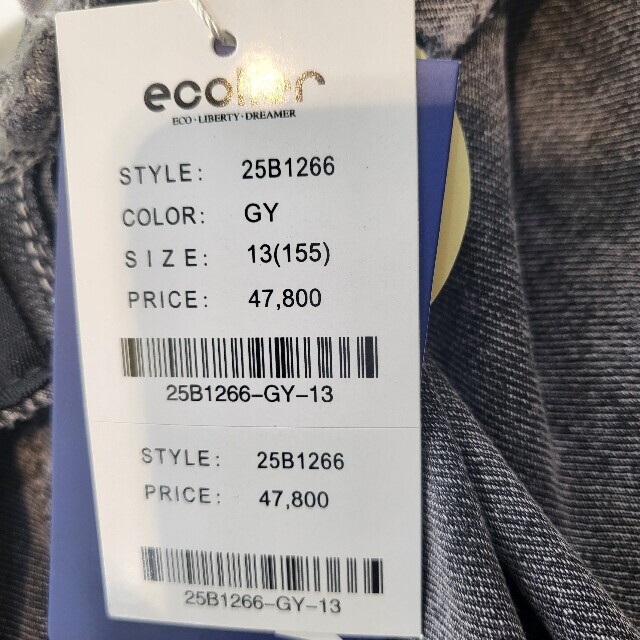 ECO·LIBERTY·DREAMER
STYLE: 25B1266
COLOR: GY
SIZE: 13(155)
PRICE: 47,800
25B1266-GY-13
STYLE: 25B1266
PRICE: 47,800
25B1266-GY-13